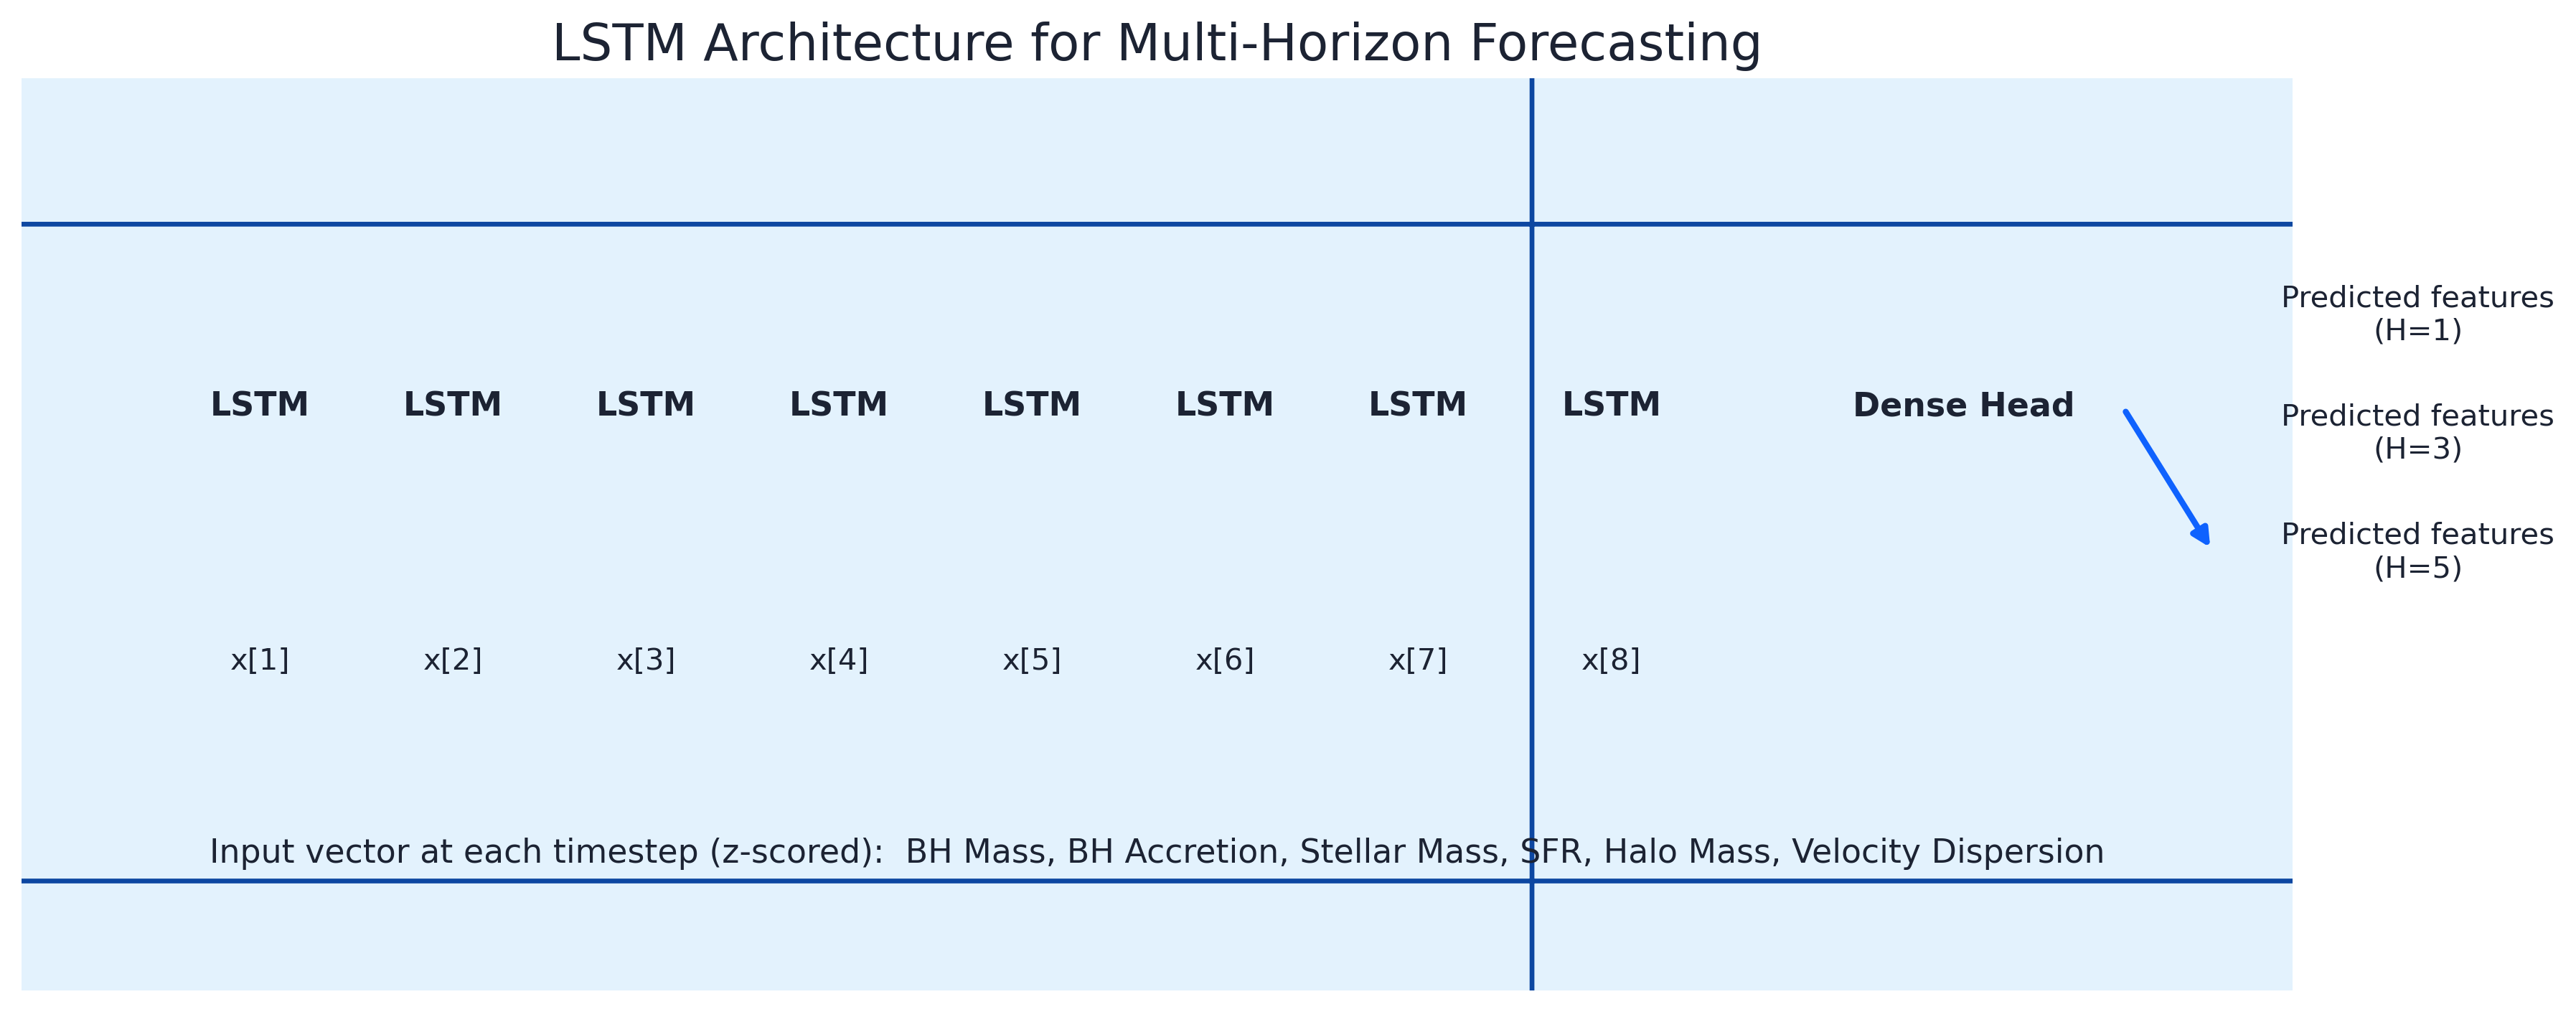 LSTM Architecture for Multi-Horizon Forecasting
Predicted features
(H=1)
LSTM LSTM LSTM LSTM LSTM LSTM LSTM LSTM Dense Head
Predicted features
(H=3)
Predicted features
(H=5)
x[1] x[2] x[3] x[4] x[5] x[6] x[7] x[8]
Input vector at each timestep (z-scored):  BH Mass, BH Accretion, Stellar Mass, SFR, Halo Mass, Velocity Dispersion